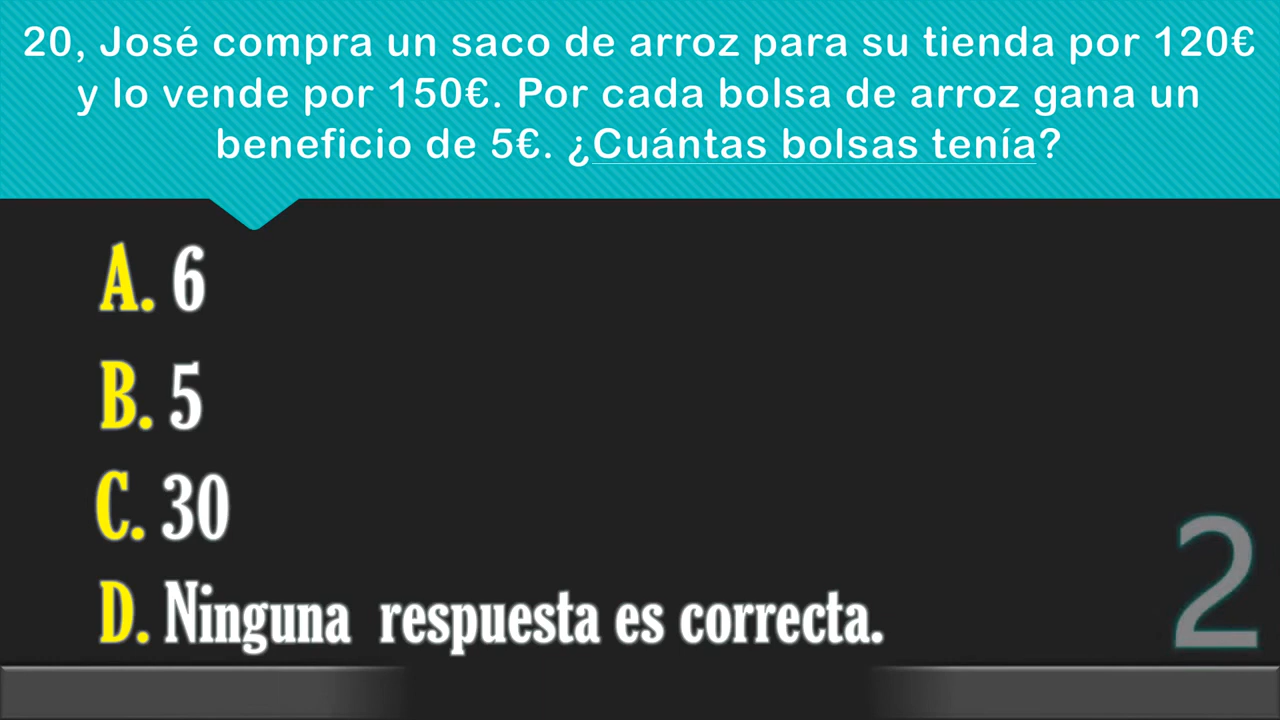 20, José compra un saco de arroz para su tienda por 120€
y lo vende por 150€. Por cada bolsa de arroz gana un
beneficio de 5€. ¿Cuántas bolsas tenía?
A. 6
B. 5
C. 30
D. Ninguna respuesta es correcta.
2